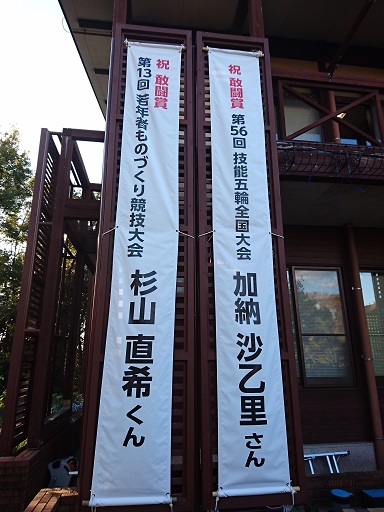 祝 敢闘賞
第56回 技能五輪全国大会
加納 沙乙里さん
祝 敢闘賞
第13回 若年者ものづくり競技大会
杉山 直希くん